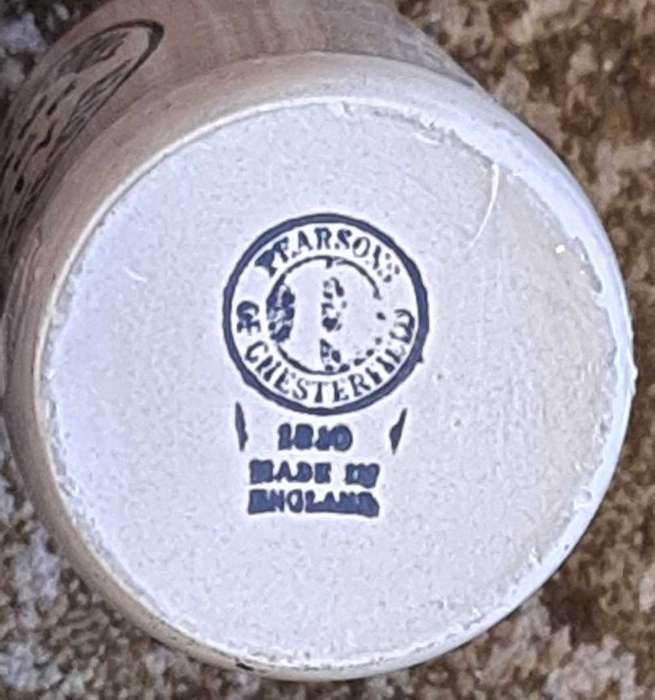 PEARSONS
OF CHESTERFIELD
1810
MADE IN
ENGLAND